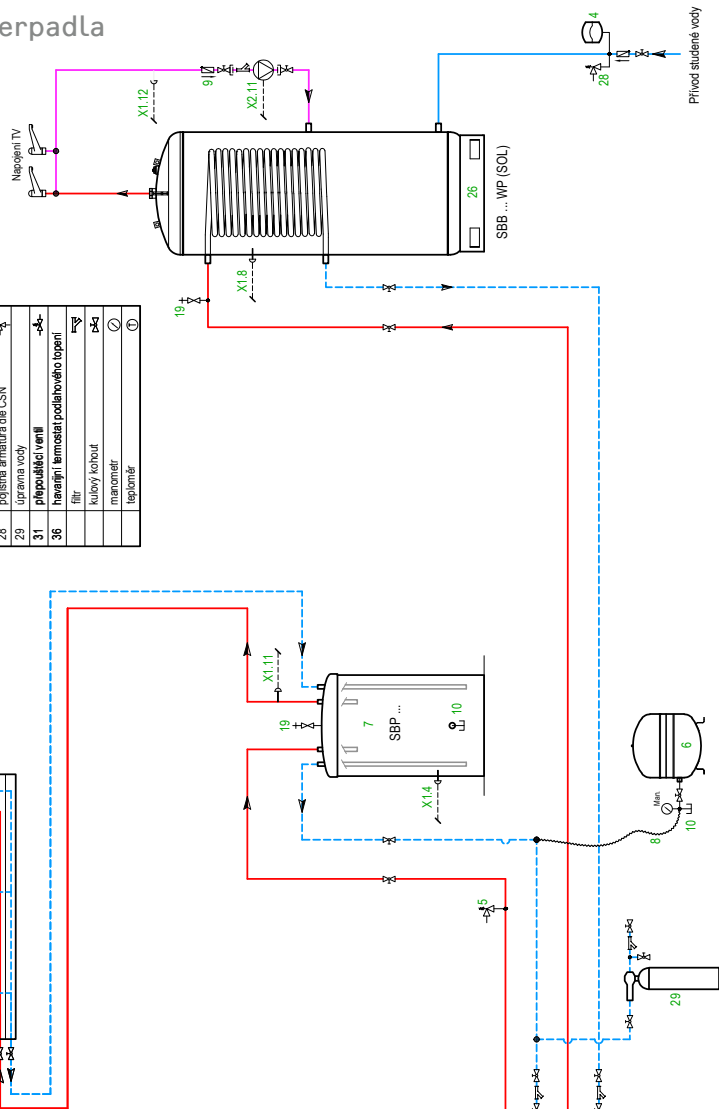 erpadla
4
28
Přívod studené vody
X1.12
9
X2.11
Napojení TV
26
SBB ... WP (SOL)
X1.8
19
28 pojistná armatura dle ČSN
29 úpravna vody
31 přepouštěcí ventil
36 havarijní termostat podlahového topení
filtr
kulový kohout
manometr
teploměr T
X1.11
19
7
SBP ...
10
X1.4
6
Man.
10
8
5
29